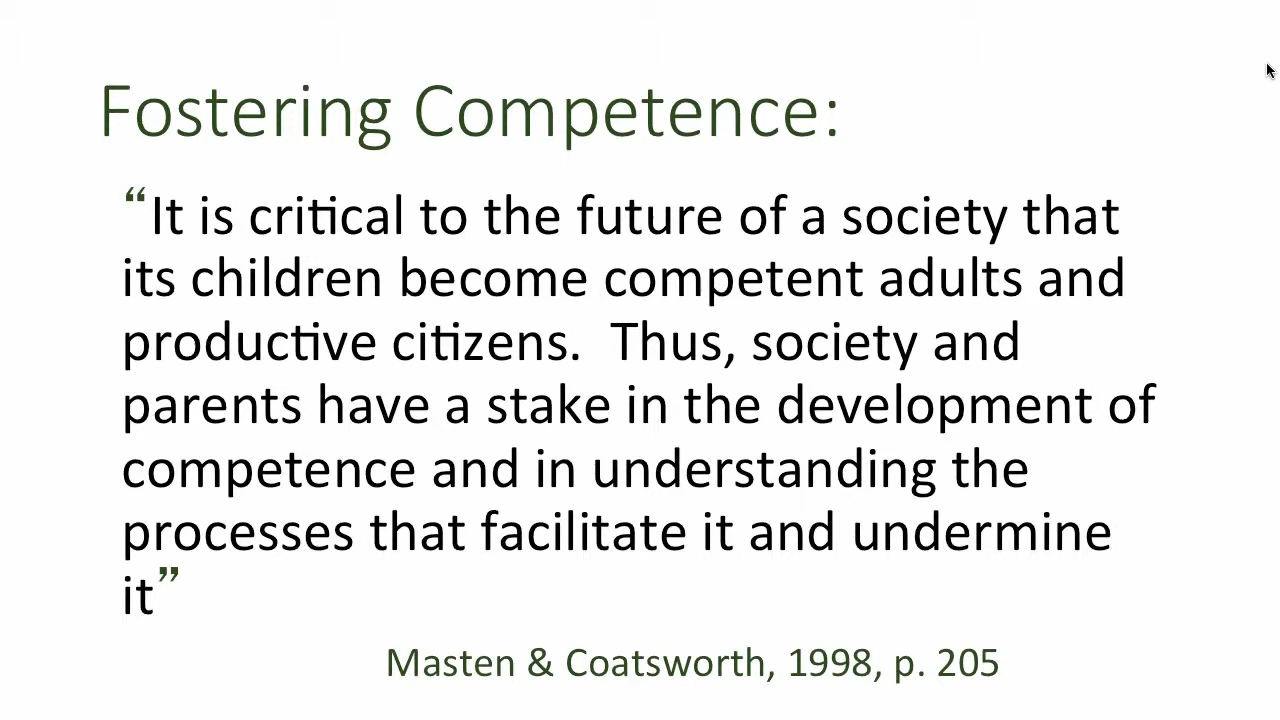 Fostering Competence:
“It is critical to the future of a society that
its children become competent adults and
productive citizens.  Thus, society and
parents have a stake in the development of
competence and in understanding the
processes that facilitate it and undermine
it”
Masten & Coatsworth, 1998, p. 205